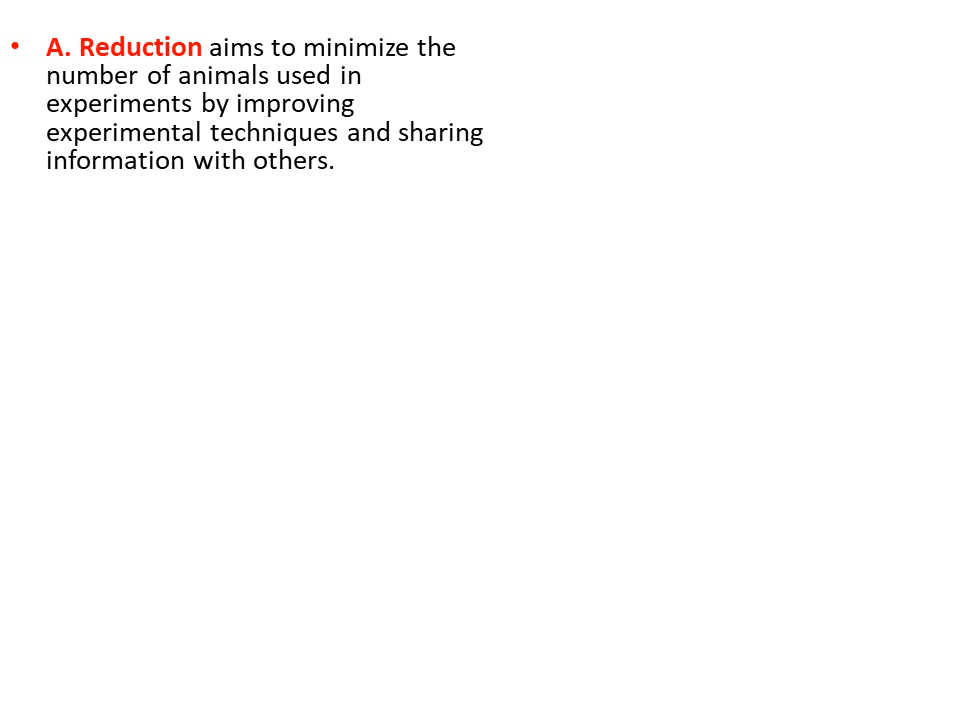 • A. Reduction aims to minimize the
number of animals used in
experiments by improving
experimental techniques and sharing
information with others.